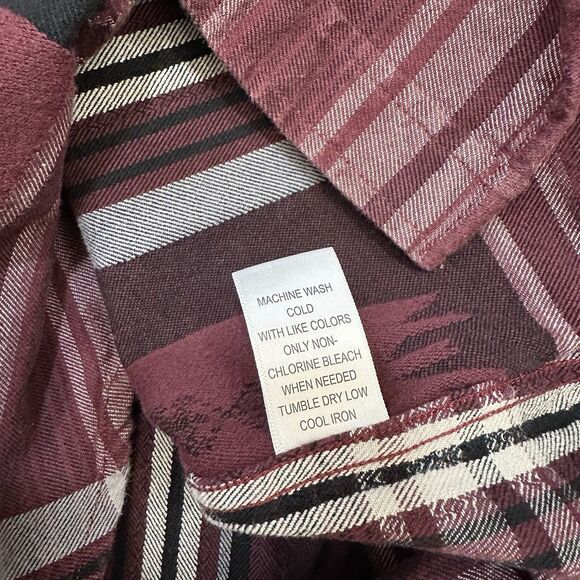 MACHINE WASH
COLD
WITH LIKE COLORS
ONLY NON-
CHLORINE BLEACH
WHEN NEEDED
TUMBLE DRY LOW
COOL IRON